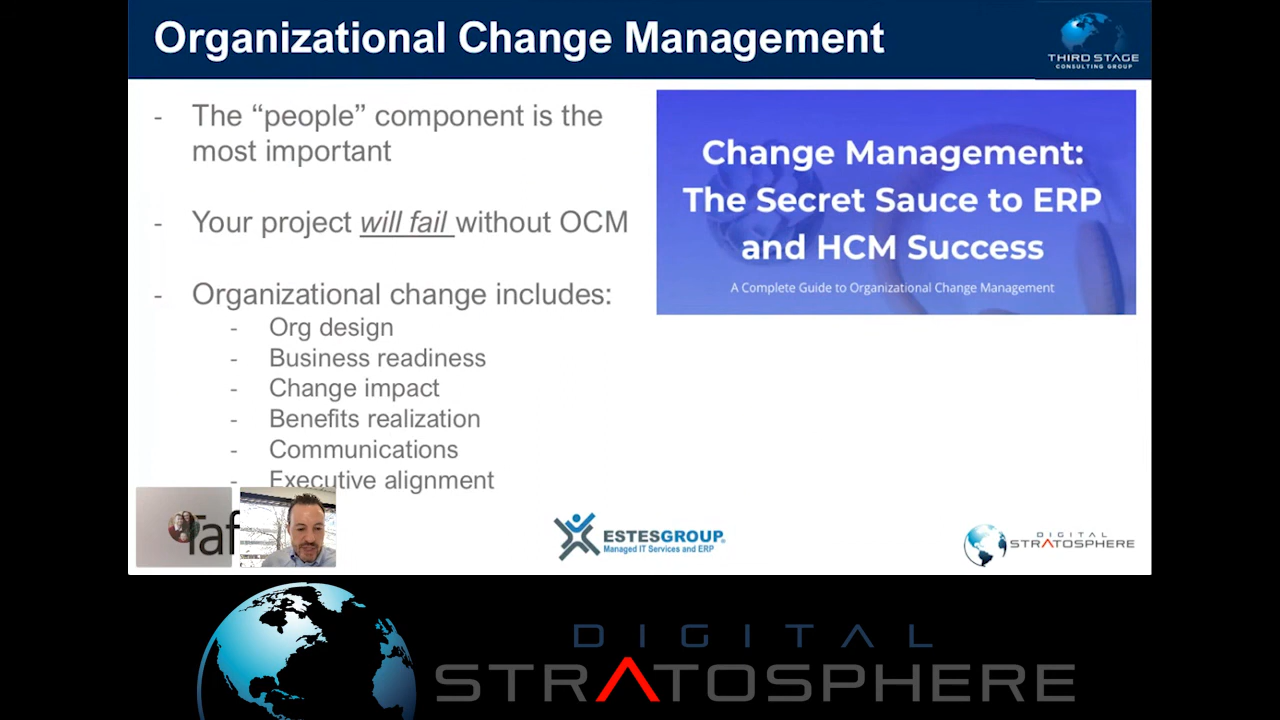 Organizational Change Management
THIRD STAGE
CONSULTING GROUP
- The “people” component is the
most important
- Your project will fail without OCM
- Organizational change includes:
- Org design
- Business readiness
- Change impact
- Benefits realization
- Communications
- Executive alignment
Change Management:
The Secret Sauce to ERP
and HCM Success
A Complete Guide to Organizational Change Management
ESTESGROUP
Managed IT Services and ERP
DIGITAL
STRATOSPHERE
DIGITAL
STRATOSPHERE